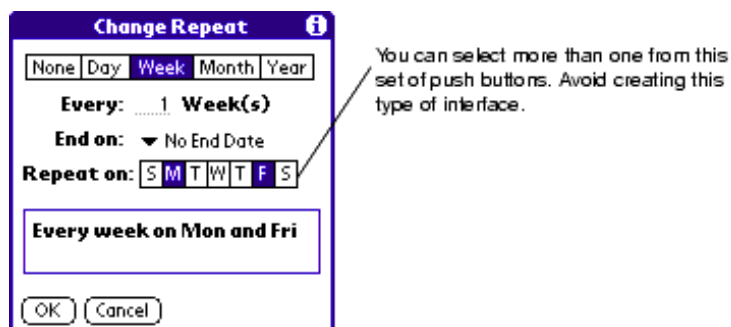 Change Repeat i
None Day Week Month Year
Every: 1 Week(s)
End on: No End Date
Repeat on: S M T W T F S
Every week on Mon and Fri
OK Cancel
You can select more than one from this
set of push buttons. Avoid creating this
type of interface.